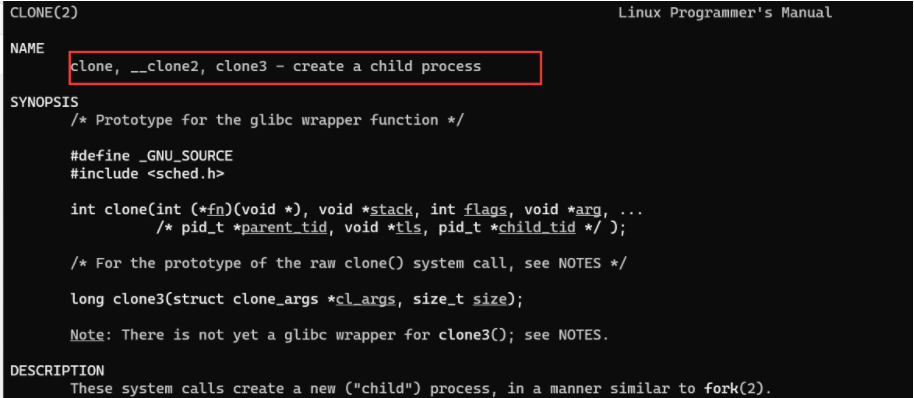 CLONE(2) Linux Programmer's Manual
NAME
clone, __clone2, clone3 - create a child process
SYNOPSIS
/* Prototype for the glibc wrapper function */
#define _GNU_SOURCE
#include <sched.h>
int clone(int (*fn)(void *), void *stack, int flags, void *arg, ...
/* pid_t *parent_tid, void *tls, pid_t *child_tid */ );
/* For the prototype of the raw clone() system call, see NOTES */
long clone3(struct clone_args *cl_args, size_t size);
Note: There is not yet a glibc wrapper for clone3(); see NOTES.
DESCRIPTION
These system calls create a new ("child") process, in a manner similar to fork(2).